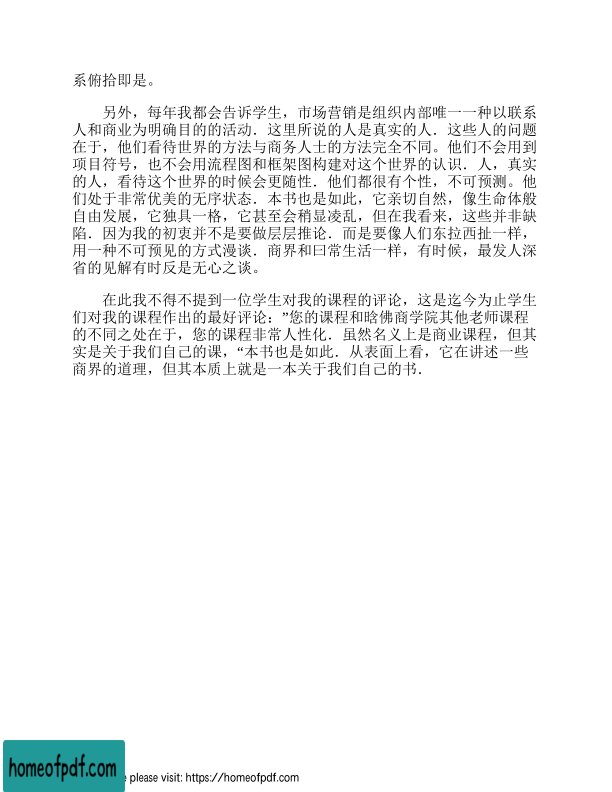 系俯拾即是。
另外，每年我都会告诉学生，市场营销是组织内部唯一一种以联系
人和商业为明确目的的活动．这里所说的人是真实的人．这些人的问题
在于，他们看待世界的方法与商务人士的方法完全不同。他们不会用到
项目符号，也不会用流程图和框架图构建对这个世界的认识．人，真实
的人，看待这个世界的时候会更随性．他们都很有个性，不可预测。他
们处于非常优美的无序状态．本书也是如此，它亲切自然，像生命体般
自由发展，它独具一格，它甚至会稍显凌乱，但在我看来，这些并非缺
陷．因为我的初衷并不是要做层层推论．而是要像人们东拉西扯一样，
用一种不可预见的方式漫谈．商界和曰常生活一样，有时候，最发人深
省的见解有时反是无心之谈。
在此我不得不提到一位学生对我的课程的评论，这是迄今为止学生
们对我的课程作出的最好评论：”您的课程和晗佛商学院其他老师课程
的不同之处在于，您的课程非常人性化．虽然名义上是商业课程，但其
实是关于我们自己的课，“本书也是如此．从表面上看，它在讲述一些
商界的道理，但其本质上就是一本关于我们自己的书．
homeofpdf.com
please visit: https://homeofpdf.com